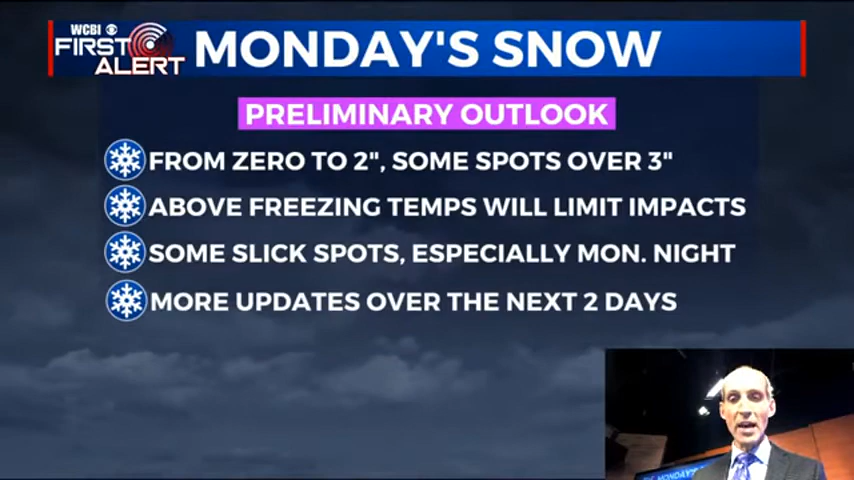 WCBI
FIRST
ALERT
MONDAY'S SNOW
PRELIMINARY OUTLOOK
FROM ZERO TO 2", SOME SPOTS OVER 3"
ABOVE FREEZING TEMPS WILL LIMIT IMPACTS
SOME SLICK SPOTS, ESPECIALLY MON. NIGHT
MORE UPDATES OVER THE NEXT 2 DAYS
MONDAY'S